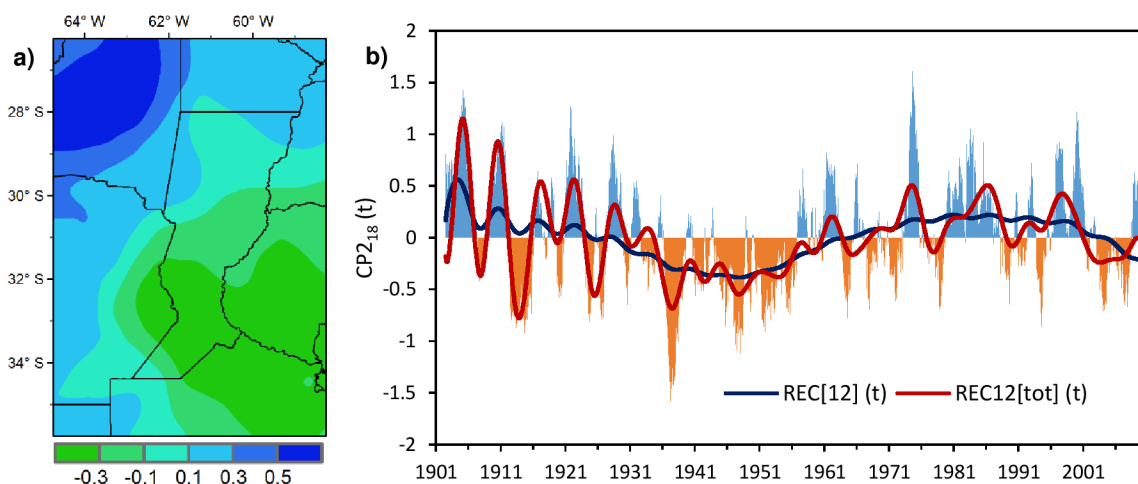 a)
64° W 62° W 60° W
28° S
30° S
32° S
34° S
-0.3 -0.1 0.1 0.3 0.5
b)
CP2₁₈ (t)
2
1.5
1
0.5
0
-0.5
-1
-1.5
-2
REC[12] (t) REC12[tot] (t)
1901 1911 1921 1931 1941 1951 1961 1971 1981 1991 2001